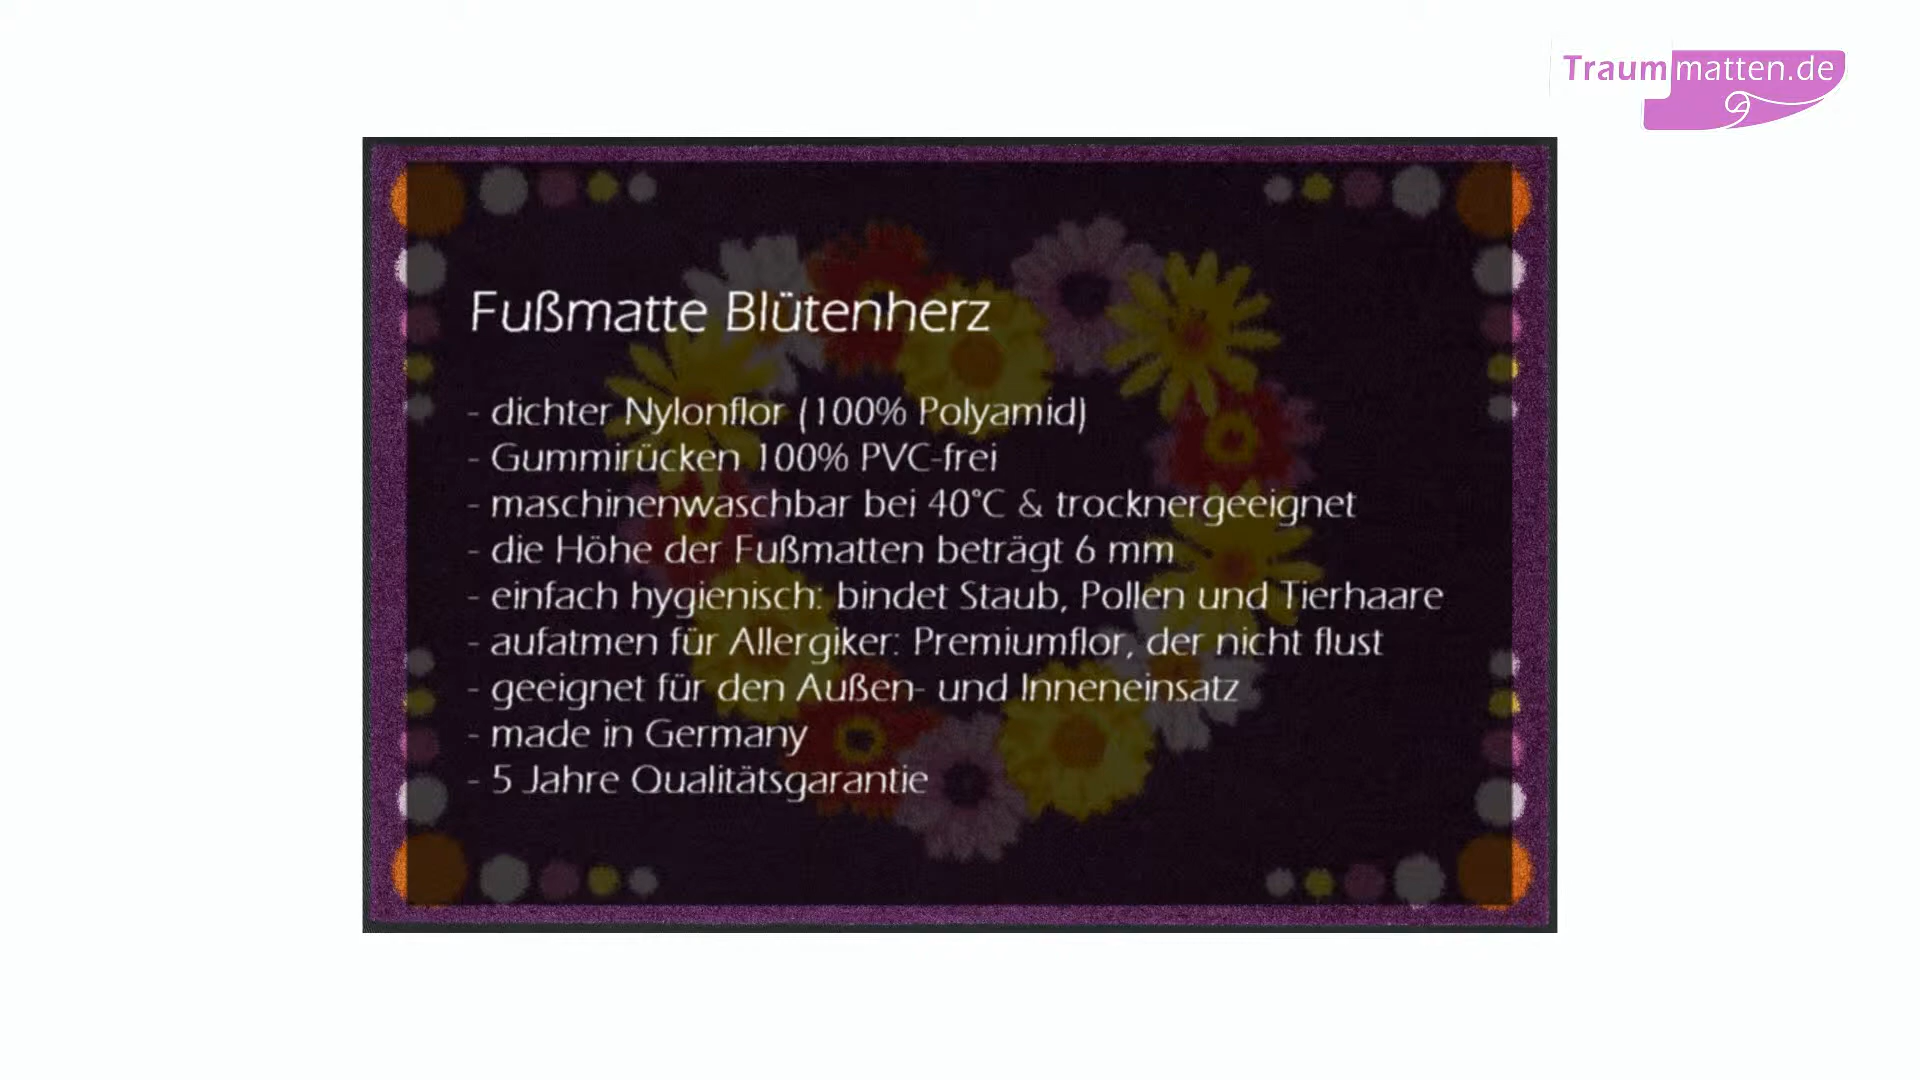 Traummatten.de
Fußmatte Blütenherz
- dichter Nylonflor (100% Polyamid)
- Gummirücken 100% PVC-frei
- maschinenwaschbar bei 40°C & trocknergeeignet
- die Höhe der Fußmatten beträgt 6 mm
- einfach hygienisch: bindet Staub, Pollen und Tierhaare
- aufatmen für Allergiker: Premiumflor, der nicht flust
- geeignet für den Außen- und Inneneinsatz
- made in Germany
- 5 Jahre Qualitätsgarantie